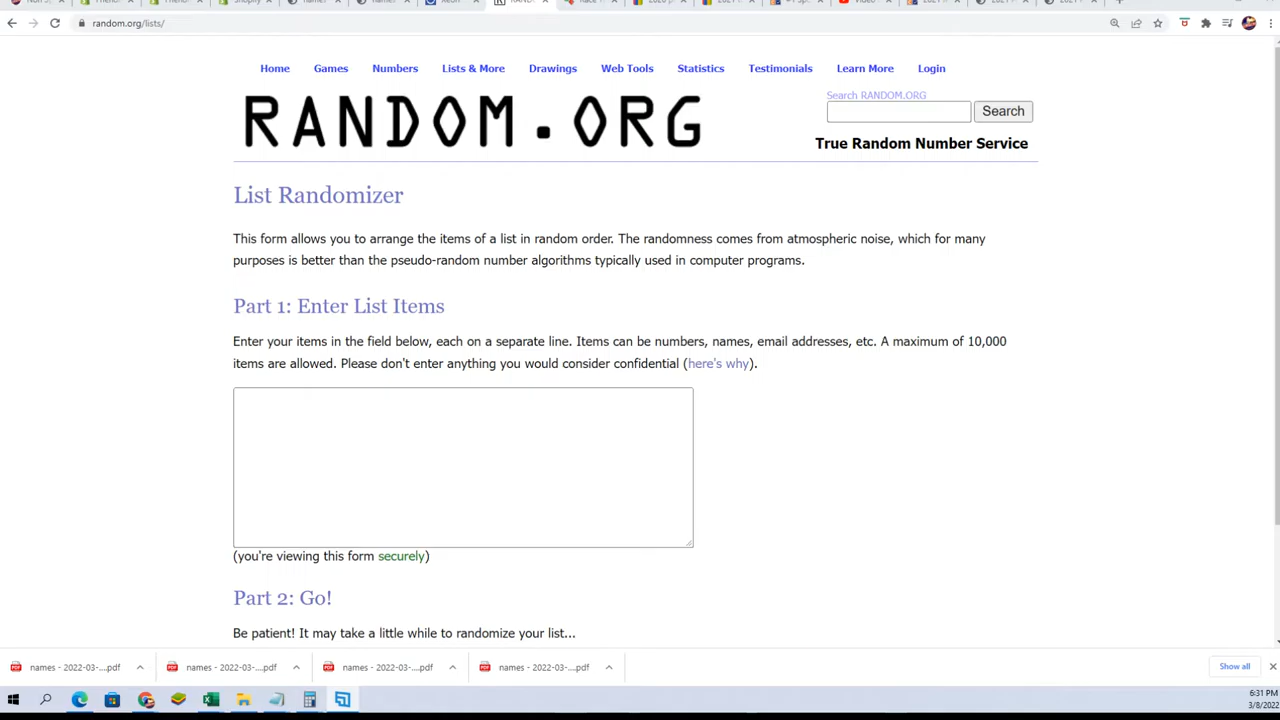 random.org/lists/
Home Games Numbers Lists & More Drawings Web Tools Statistics Testimonials Learn More Login
Search RANDOM.ORG
RANDOM.ORG
Search
True Random Number Service
List Randomizer
This form allows you to arrange the items of a list in random order. The randomness comes from atmospheric noise, which for many
purposes is better than the pseudo-random number algorithms typically used in computer programs.
Part 1: Enter List Items
Enter your items in the field below, each on a separate line. Items can be numbers, names, email addresses, etc. A maximum of 10,000
items are allowed. Please don't enter anything you would consider confidential (here's why).
(you're viewing this form securely)
Part 2: Go!
Be patient! It may take a little while to randomize your list...
names - 2022-03-....pdf names - 2022-03-....pdf names - 2022-03-....pdf names - 2022-03-....pdf Show all
6:31 PM
3/8/2022